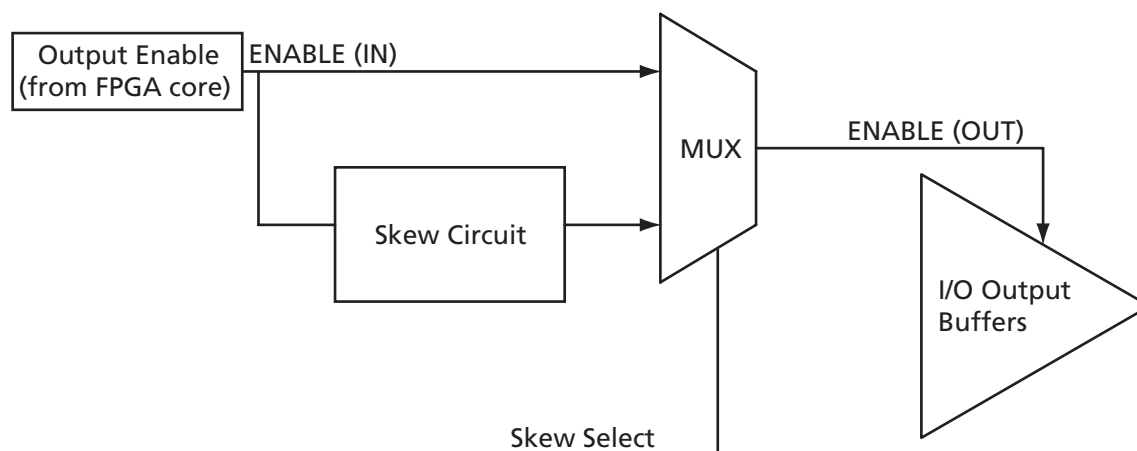 Output Enable
(from FPGA core)
ENABLE (IN)
MUX
ENABLE (OUT)
Skew Circuit
I/O Output
Buffers
Skew Select